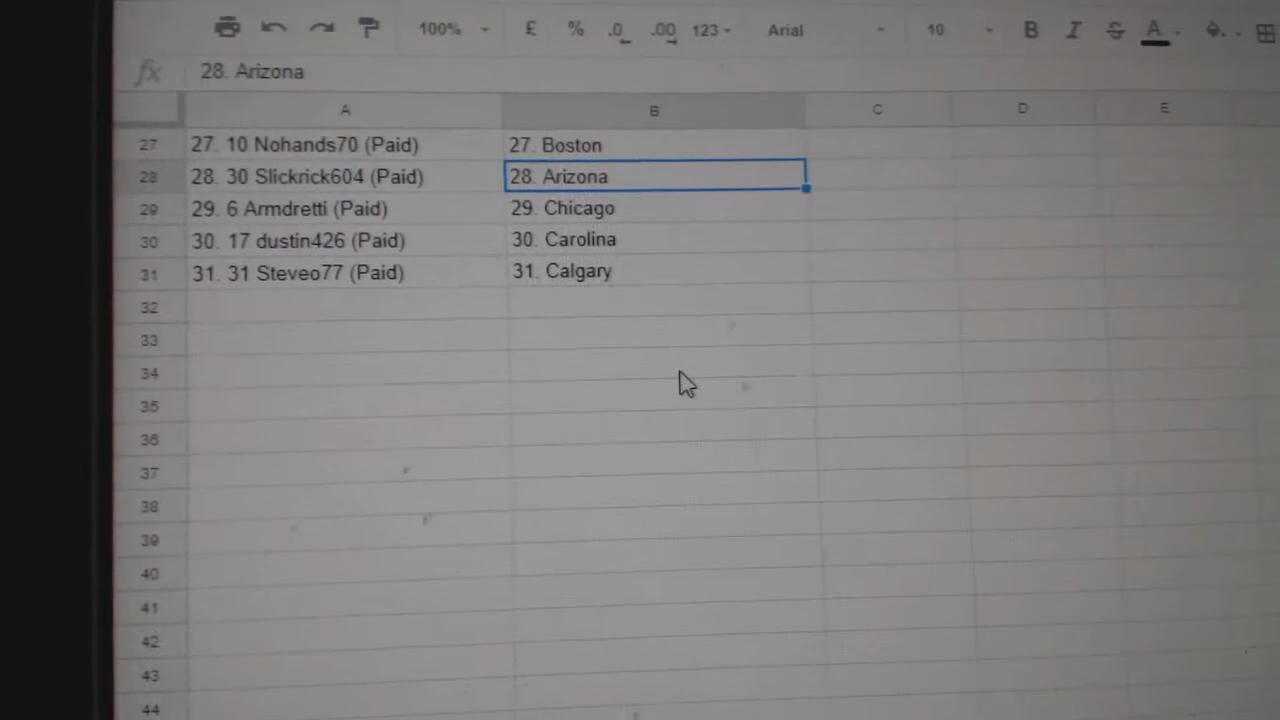 100% £ % .0 .00 123 Arial 10 B I S A
fx 28. Arizona
A B C D E
27 27. 10 Nohands70 (Paid) 27. Boston
28 28. 30 Slickrick604 (Paid) 28. Arizona
29 29. 6 Armdretti (Paid) 29. Chicago
30 30. 17 dustin426 (Paid) 30. Carolina
31 31. 31 Steveo77 (Paid) 31. Calgary
32
33
34
35
36
37
38
39
40
41
42
43
44